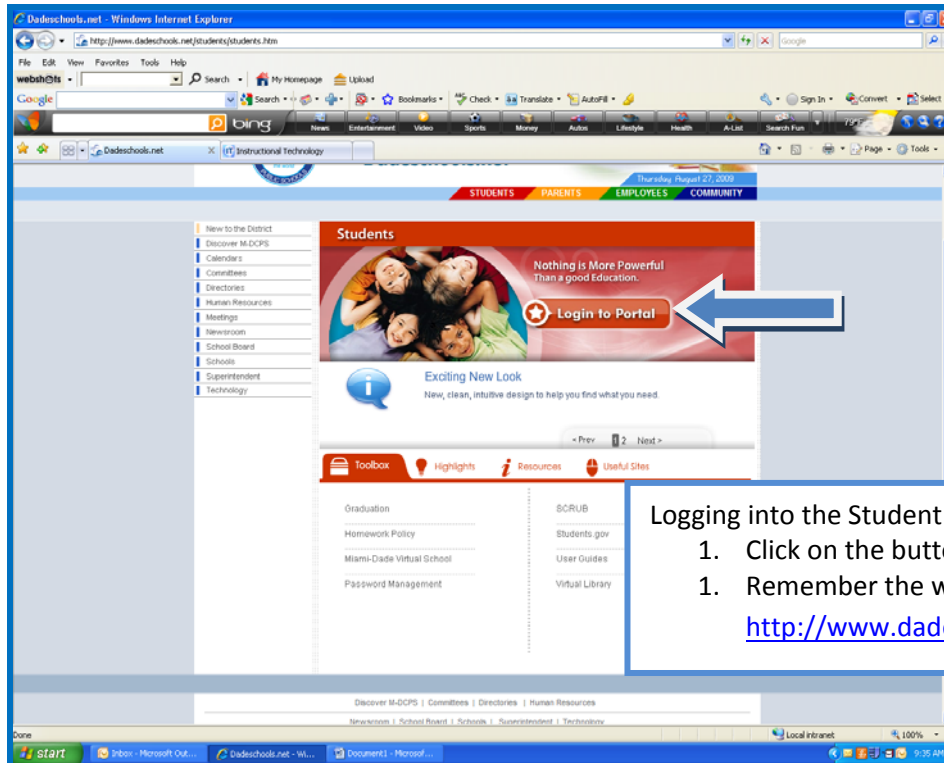 Dadeschools.net - Windows Internet Explorer
http://www.dadeschools.net/students/students.htm
Google
File Edit View Favorites Tools Help
websh@ts Search My Homepage Upload
Google Search Bookmarks Check Translate AutoFill Sign In Convert Select
bing News Entertainment Video Sports Money Autos Lifestyle Health A-List Search Fun 79°F
Dadeschools.net Instructional Technology Page Tools
PUBLIC SCHOOLS
Thursday August 27, 2009
STUDENTS PARENTS EMPLOYEES COMMUNITY
New to the District
Discover M-DCPS
Calendars
Committees
Directories
Human Resources
Meetings
Newsroom
School Board
Schools
Superintendent
Technology
Students
Nothing is More Powerful
Than a good Education.
Login to Portal
Exciting New Look
New, clean, intuitive design to help you find what you need.
< Prev 1 2 Next >
Toolbox Highlights Resources Useful Sites
Graduation
Homework Policy
Miami-Dade Virtual School
Password Management
SCRUB
Students.gov
User Guides
Virtual Library
Logging into the Student
1. Click on the butt
1. Remember the w
http://www.dad
Discover M-DCPS | Committees | Directories | Human Resources
Newsroom | School Board | Schools | Superintendent | Technology
Done Local intranet 100%
start Inbox - Microsoft Out... Dadeschools.net - Wi... Document1 - Microsof... 9:35 AM